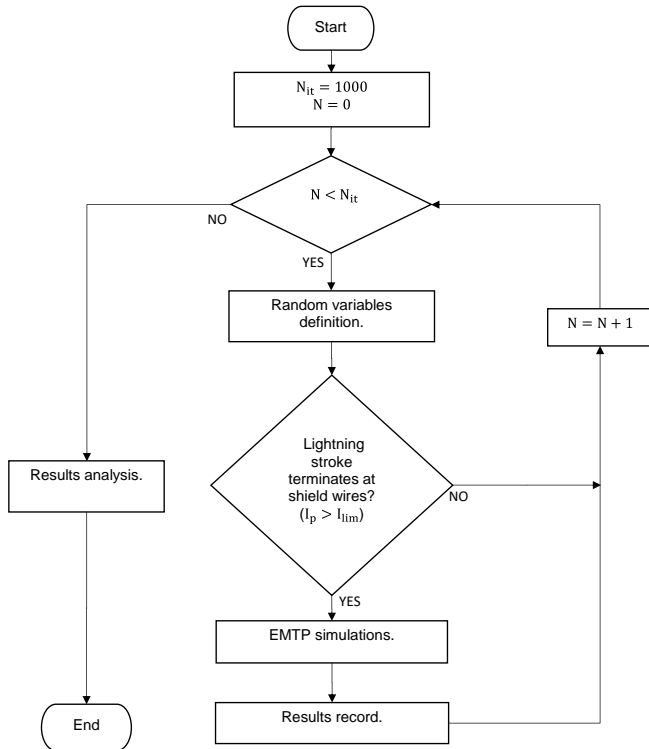 Start
N_it = 1000
N = 0
N < N_it
NO
YES
Random variables
definition.
N = N + 1
Lightning
stroke
terminates at
shield wires?
(I_p > I_lim)
NO
Results analysis.
YES
EMTP simulations.
Results record.
End